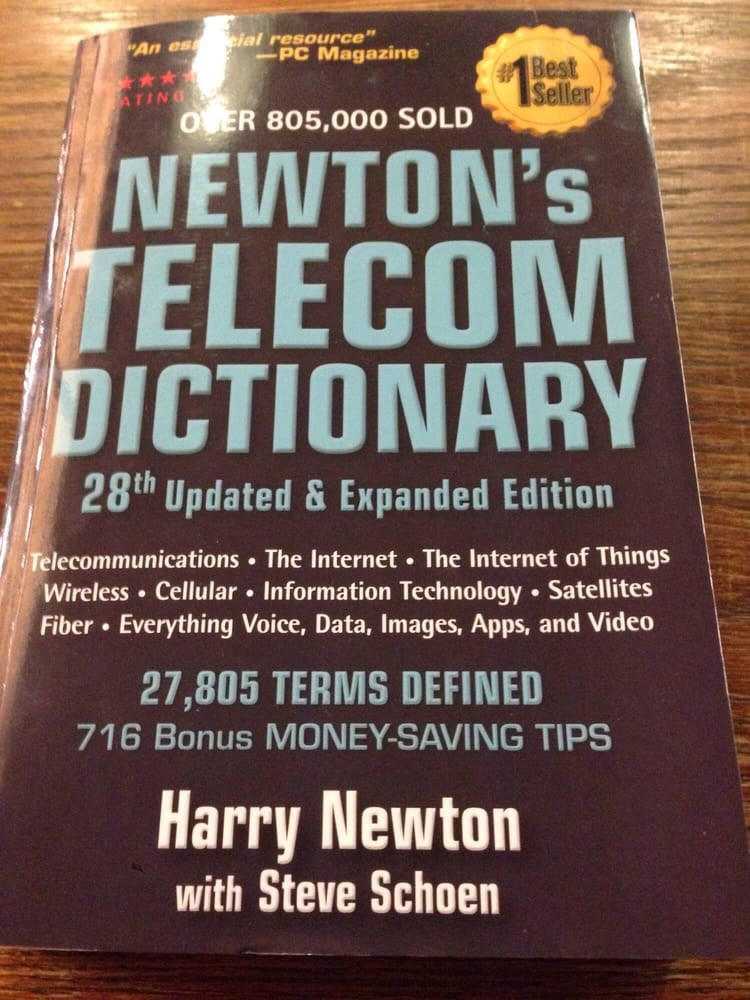 "An essential resource"
—PC Magazine
ATING
#1 Best
Seller
OVER 805,000 SOLD
NEWTON's
TELECOM
DICTIONARY
28th Updated & Expanded Edition
Telecommunications • The Internet • The Internet of Things
Wireless • Cellular • Information Technology • Satellites
Fiber • Everything Voice, Data, Images, Apps, and Video
27,805 TERMS DEFINED
716 Bonus MONEY-SAVING TIPS
Harry Newton
with Steve Schoen